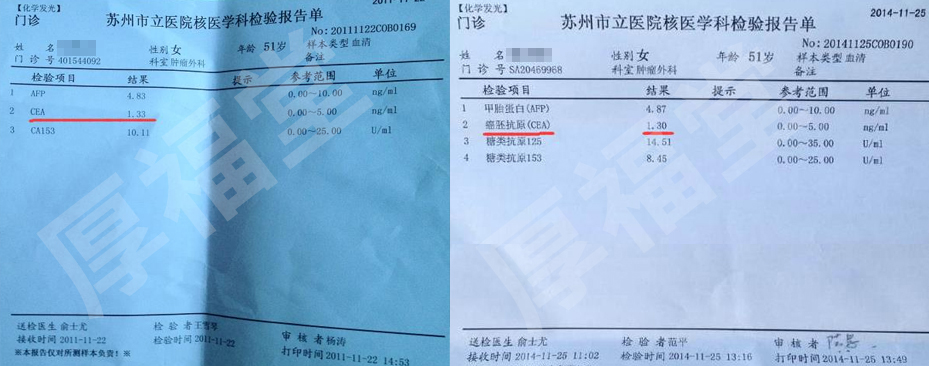 【化学发光】
门诊
苏州市立医院核医学科检验报告单
No:20111122COB0169
姓 名
性别 女
年龄 51岁
样本类型 血清
门 诊 号 401544092
科室 肿瘤外科
备注
检验项目 结果 提示 参考范围 单位
1 AFP 4.83 0.00—10.00 ng/ml
2 CEA 1.33 0.00—5.00 ng/ml
3 CA153 10.11 0.00—25.00 U/ml
送检医生 俞士尤 检 验 者 王雪琴
接收时间 2011-11-22 检验时间 2011-11-22
审 核 者 杨涛
※本报告仅对所测样本负责！※
打印时间 2011-11-22 14:53
厚福堂
【化学发光】
2014-11-25
门诊
苏州市立医院核医学科检验报告单
No:20141125COB0190
姓 名
性别 女
年龄 51岁
样本类型 血清
门 诊 号 SA20469968
科室 肿瘤外科
备注
检验项目 结果 提示 参考范围 单位
1 甲胎蛋白(AFP) 4.87 0.00—10.00 ng/ml
2 癌胚抗原(CEA) 1.30 0.00—5.00 ng/ml
3 糖类抗原125 14.51 0.00—35.00 U/ml
4 糖类抗原153 8.45 0.00—25.00 U/ml
送检医生 俞士尤 检 验 者 范平 审 核 者
接收时间 2014-11-25 11:02 检验时间 2014-11-25 13:16 打印时间 2014-11-25 13:49
厚福堂